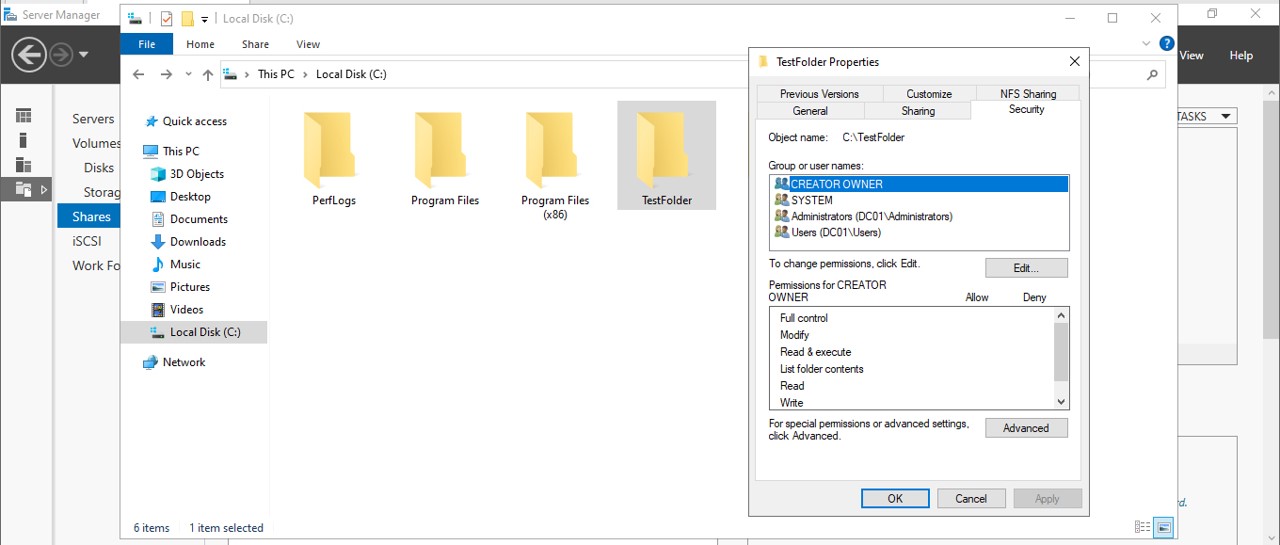 Server Manager
Local Disk (C:)
File
Home
Share
View
View
Help
This PC
Local Disk (C:)
TASKS
Servers
Volumes
Disks
Storag
Shares
iSCSI
Work Fo
Quick access
This PC
3D Objects
Desktop
Documents
Downloads
Music
Pictures
Videos
Local Disk (C:)
Network
PerfLogs
Program Files
Program Files
(x86)
TestFolder
TestFolder Properties
Previous Versions
Customize
NFS Sharing
General
Sharing
Security
Object name: C:\TestFolder
Group or user names:
CREATOR OWNER
SYSTEM
Administrators (DC01\Administrators)
Users (DC01\Users)
To change permissions, click Edit.
Edit...
Permissions for CREATOR
OWNER
Allow
Deny
Full control
Modify
Read & execute
List folder contents
Read
Write
For special permissions or advanced settings,
click Advanced.
Advanced
OK
Cancel
Apply
6 items
1 item selected
rd.